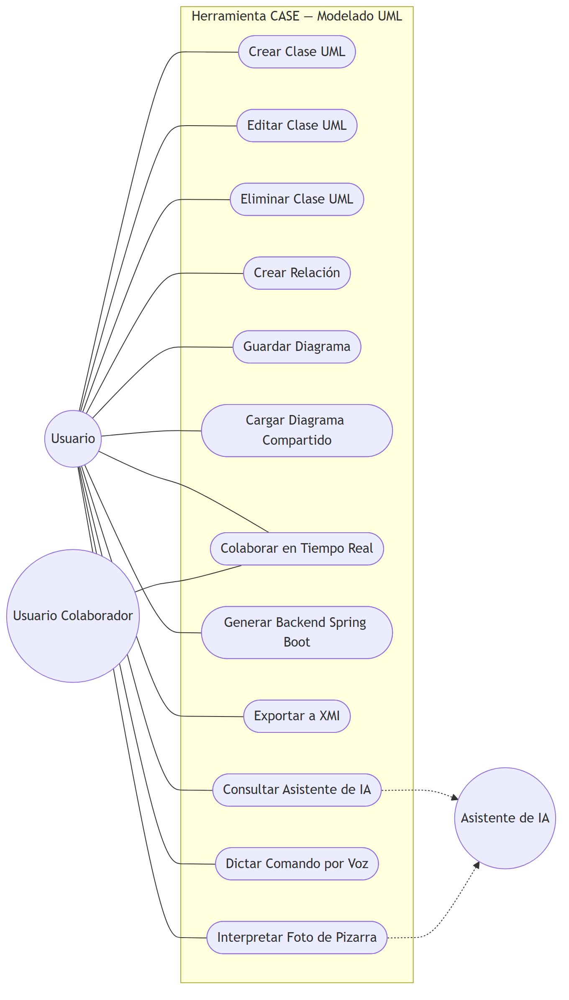 Herramienta CASE – Modelado UML
Crear Clase UML
Editar Clase UML
Eliminar Clase UML
Crear Relación
Guardar Diagrama
Cargar Diagrama
Compartido
Usuario
Colaborar en Tiempo Real
Usuario Colaborador
Generar Backend Spring
Boot
Exportar a XMI
Consultar Asistente de IA
Asistente de IA
Dictar Comando por Voz
Interpretar Foto de Pizarra